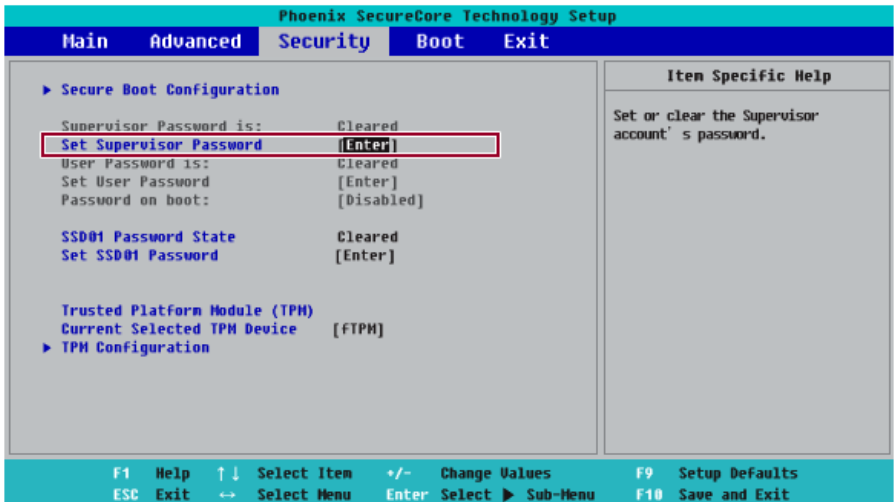 Phoenix SecureCore Technology Setup
Main Advanced Security Boot Exit
▶ Secure Boot Configuration
Supervisor Password is: Cleared
Set Supervisor Password [Enter]
User Password is: Cleared
Set User Password [Enter]
Password on boot: [Disabled]
SSD01 Password State Cleared
Set SSD01 Password [Enter]
Trusted Platform Module (TPM)
Current Selected TPM Device [fTPM]
▶ TPM Configuration
Item Specific Help
Set or clear the Supervisor
account's password.
F1 Help ↑↓ Select Item +/- Change Values F9 Setup Defaults
ESC Exit ↔ Select Menu Enter Select ▶ Sub-Menu F10 Save and Exit